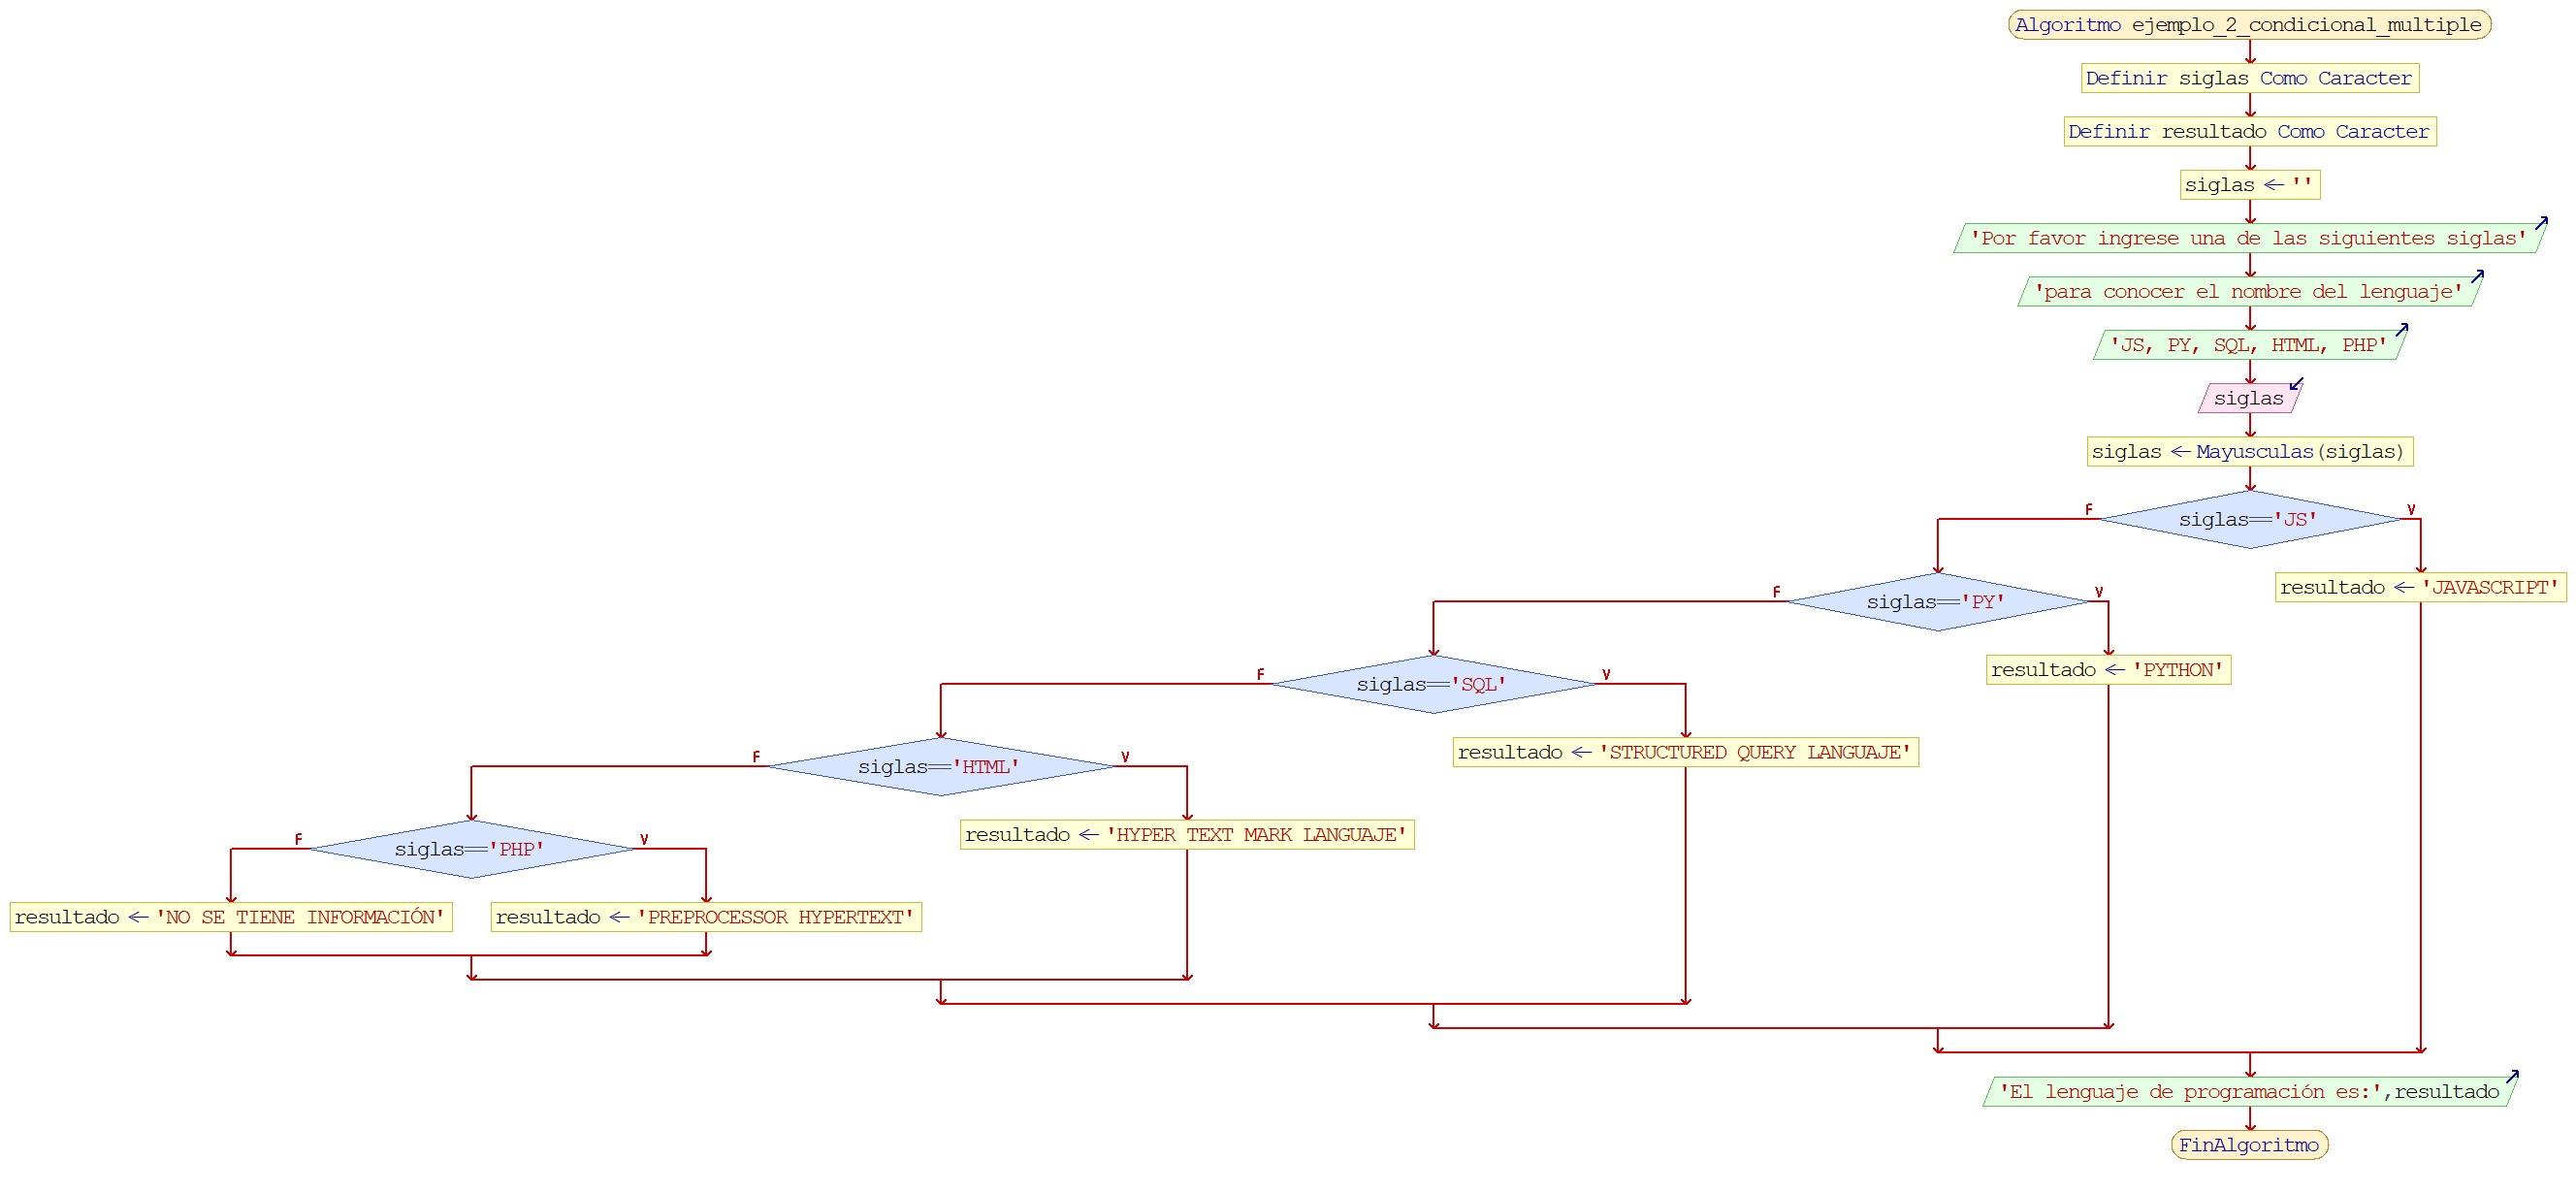 Algoritmo ejemplo_2_condicional_multiple
Definir siglas Como Caracter
Definir resultado Como Caracter
siglas ← ''
'Por favor ingrese una de las siguientes siglas'
'para conocer el nombre del lenguaje'
'JS, PY, SQL, HTML, PHP'
siglas
siglas ← Mayusculas(siglas)
F
siglas=='JS'
V
resultado ← 'JAVASCRIPT'
F
siglas=='PY'
V
resultado ← 'PYTHON'
F
siglas=='SQL'
V
resultado ← 'STRUCTURED QUERY LANGUAJE'
F
siglas=='HTML'
V
resultado ← 'HYPER TEXT MARK LANGUAJE'
F
siglas=='PHP'
V
resultado ← 'NO SE TIENE INFORMACIÓN'
resultado ← 'PREPROCESSOR HYPERTEXT'
'El lenguaje de programación es:',resultado
FinAlgoritmo